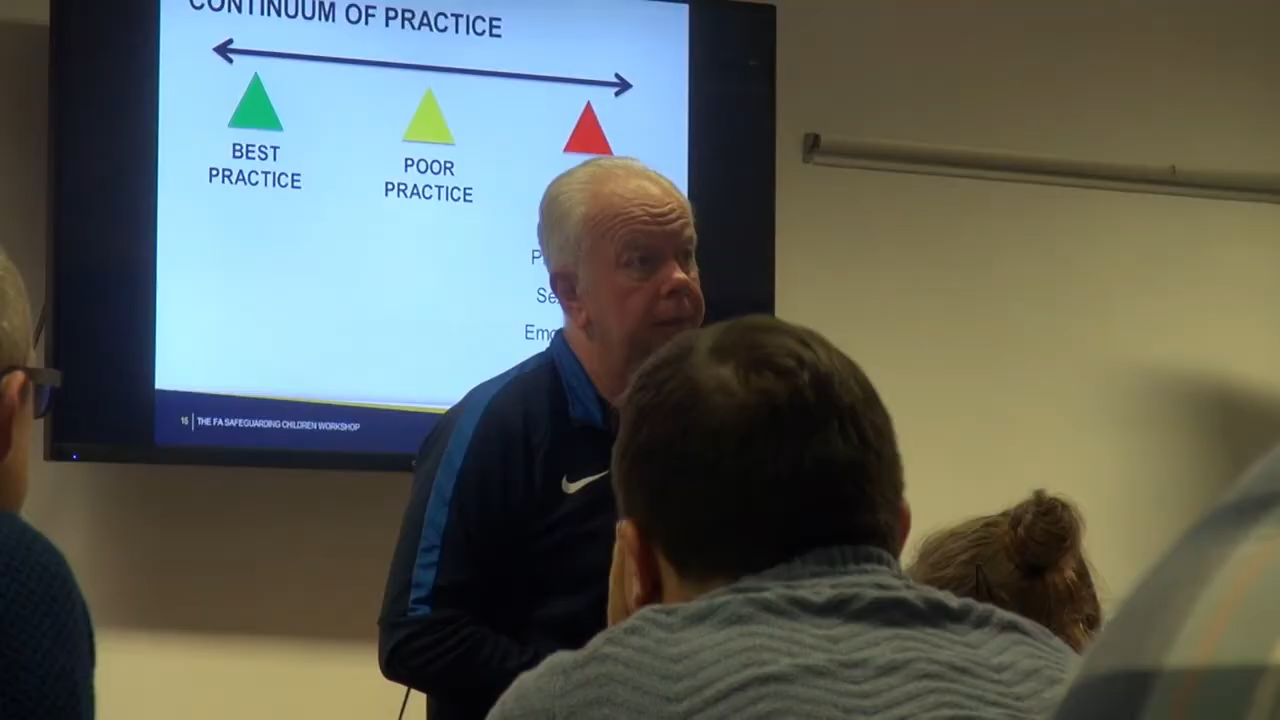 CONTINUUM OF PRACTICE
BEST
PRACTICE
POOR
PRACTICE
16 THE FA SAFEGUARDING CHILDREN WORKSHOP